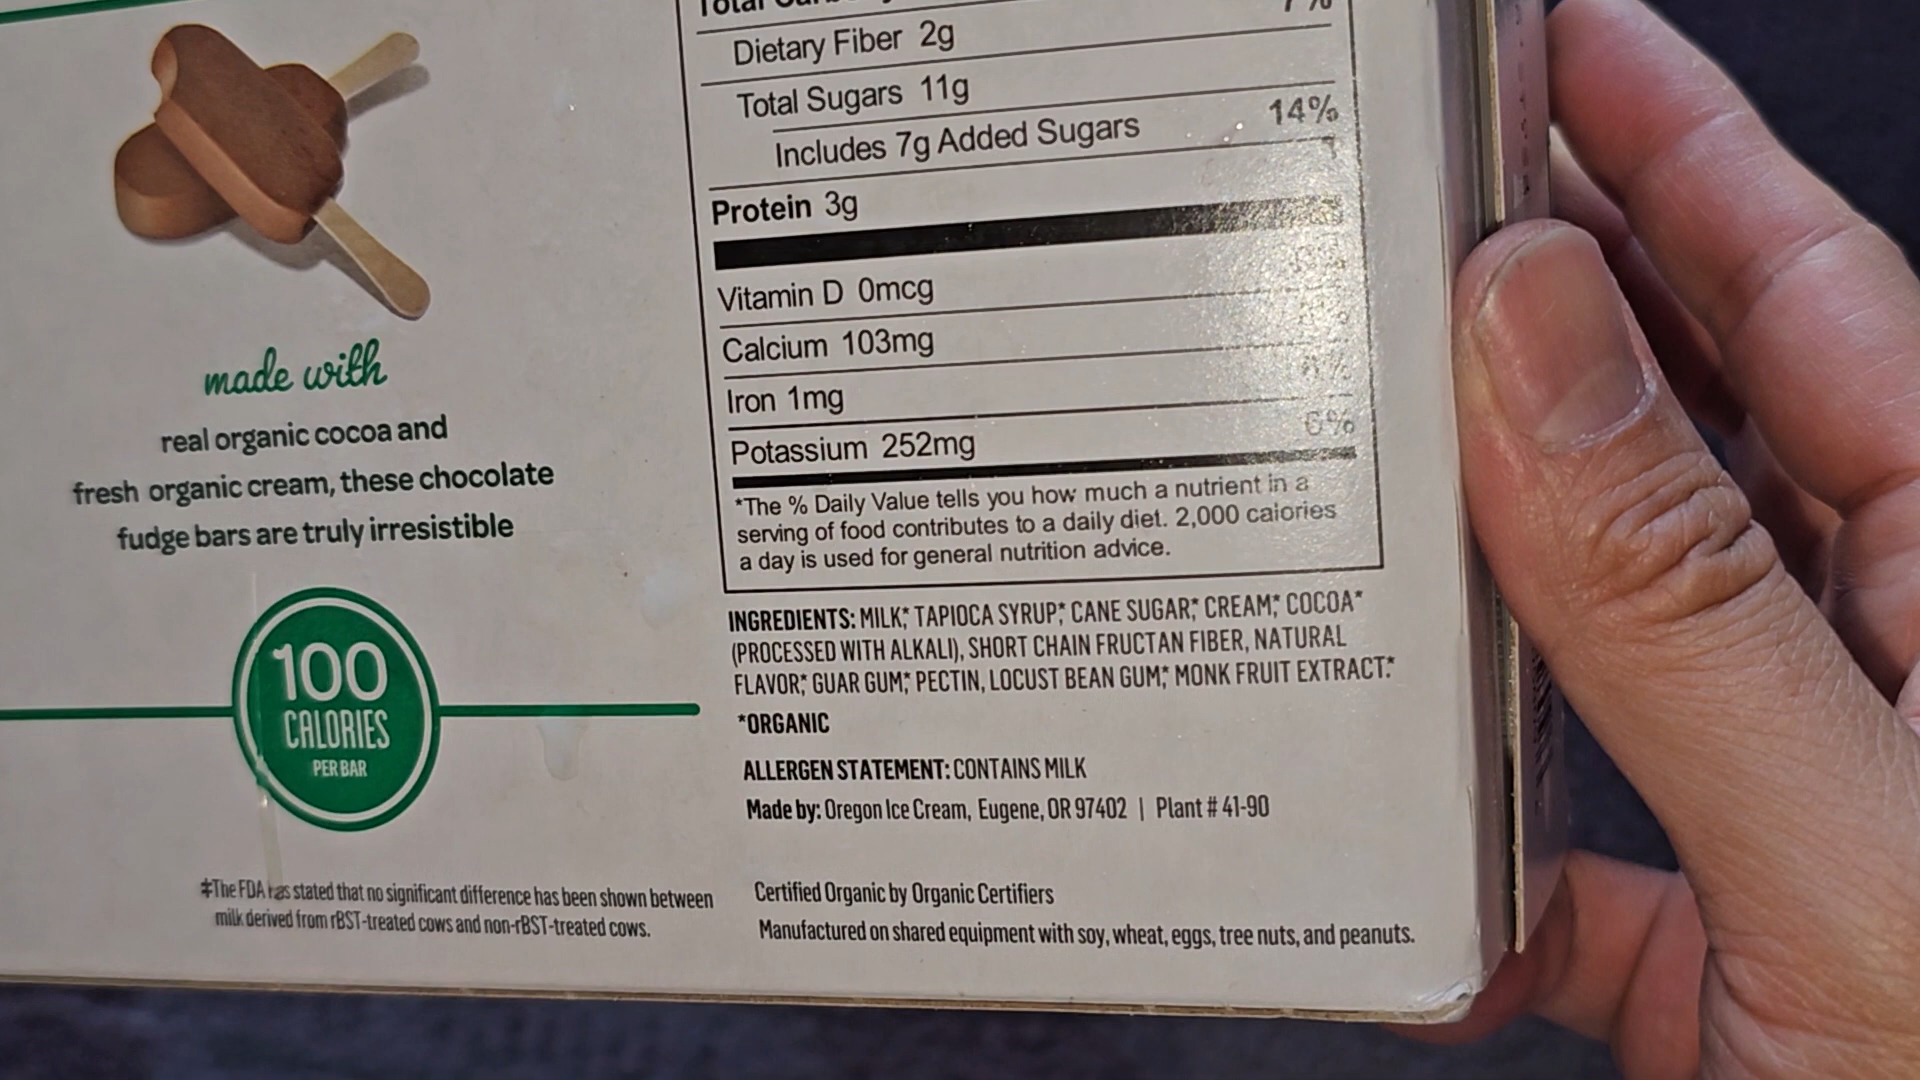 made with
real organic cocoa and
fresh organic cream, these chocolate
fudge bars are truly irresistible
100
CALORIES
PER BAR
‡The FDA has stated that no significant difference has been shown between
milk derived from rBST-treated cows and non-rBST-treated cows.
Total
Dietary Fiber 2g
Total Sugars 11g
Includes 7g Added Sugars 14%
Protein 3g
Vitamin D 0mcg
Calcium 103mg
Iron 1mg
Potassium 252mg 6%
*The % Daily Value tells you how much a nutrient in a
serving of food contributes to a daily diet. 2,000 calories
a day is used for general nutrition advice.
INGREDIENTS: MILK,* TAPIOCA SYRUP,* CANE SUGAR,* CREAM,* COCOA*
(PROCESSED WITH ALKALI), SHORT CHAIN FRUCTAN FIBER, NATURAL
FLAVOR,* GUAR GUM,* PECTIN, LOCUST BEAN GUM,* MONK FRUIT EXTRACT.*
*ORGANIC
ALLERGEN STATEMENT: CONTAINS MILK
Made by: Oregon Ice Cream, Eugene, OR 97402 | Plant # 41-90
Certified Organic by Organic Certifiers
Manufactured on shared equipment with soy, wheat, eggs, tree nuts, and peanuts.